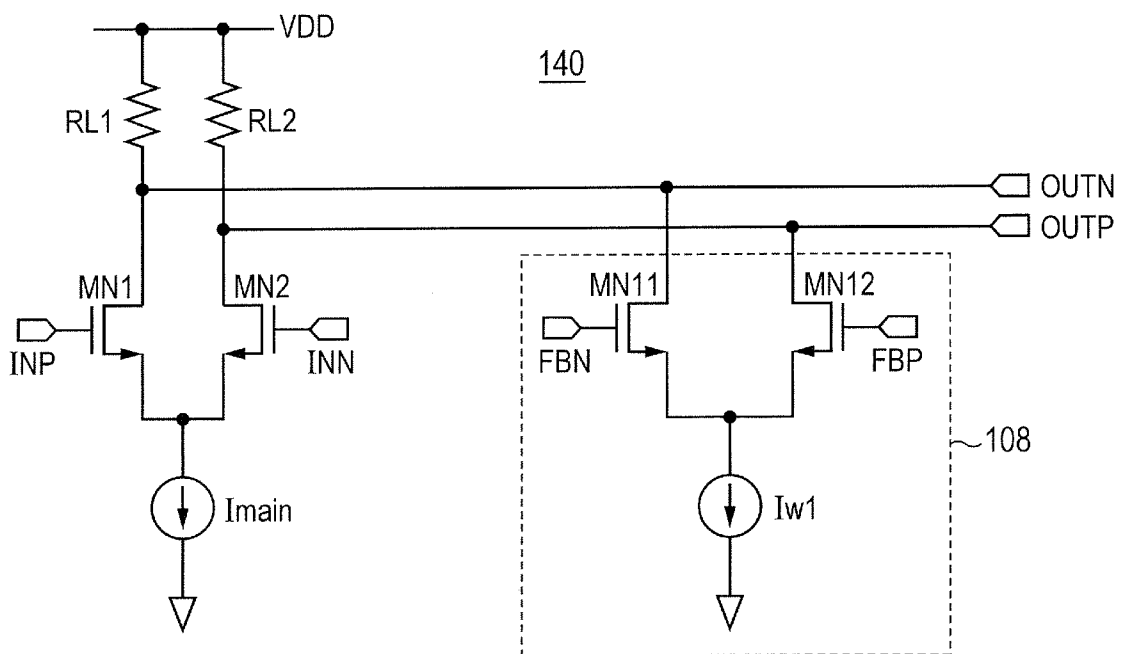 VDD
140
RL1
RL2
OUTN
OUTP
MN1
MN2
MN11
MN12
INP
INN
FBN
FBP
108
Imain
Iw1